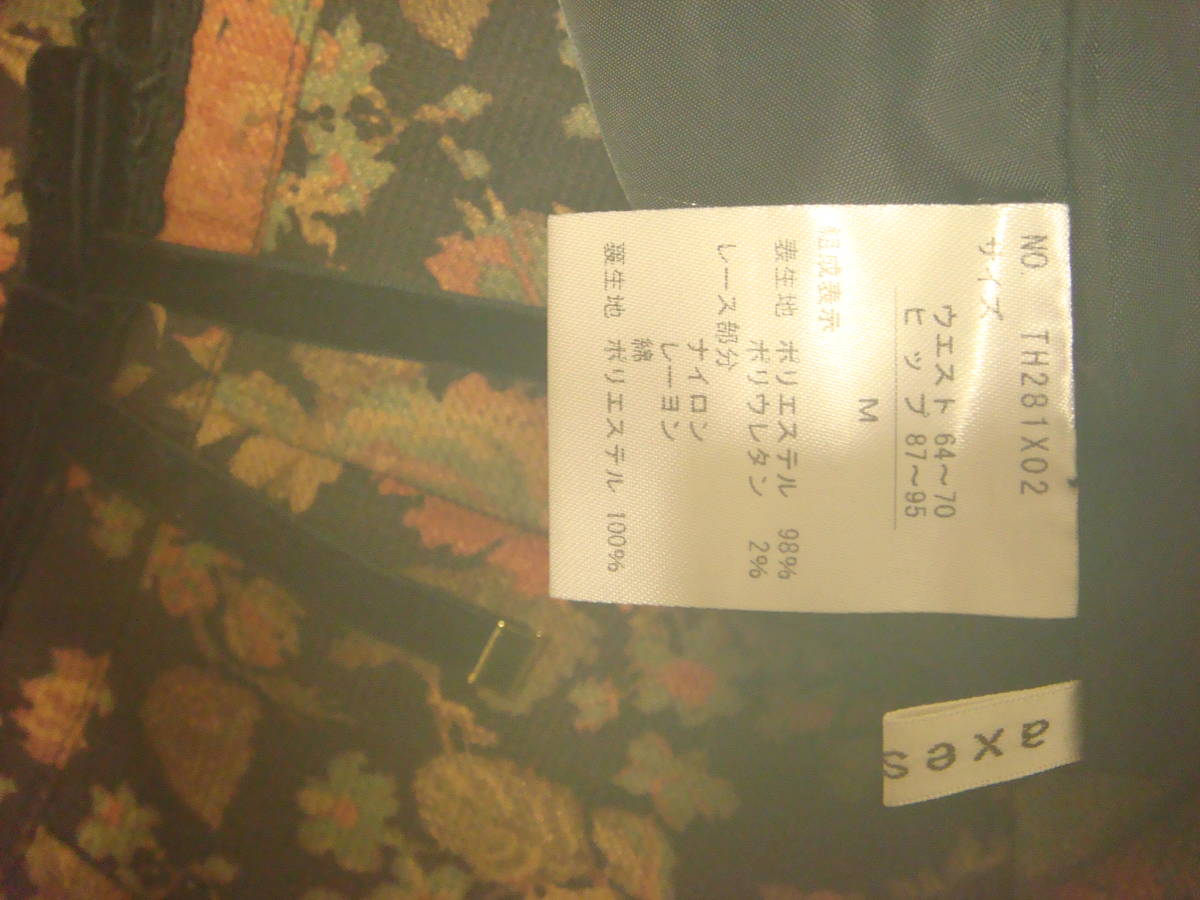 NO. TH281X02
サイズ
ウエスト 64～70
ヒップ 87～95
M
組成表示
表生地 ポリエステル 98%
ポリウレタン 2%
レース部分
ナイロン
レーヨン
綿
裏生地 ポリエステル 100%
axes